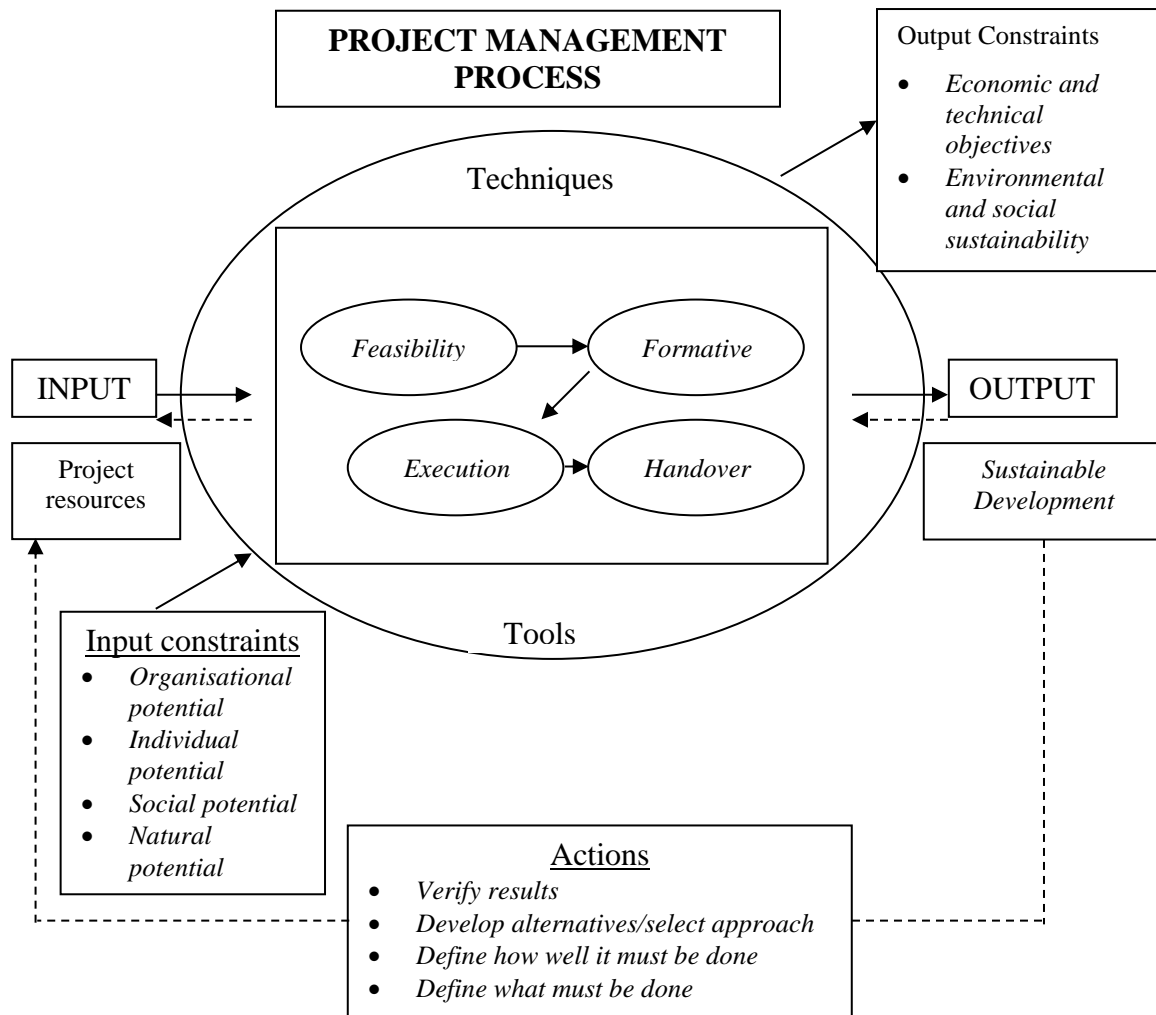 PROJECT MANAGEMENT
PROCESS
Output Constraints
• Economic and
technical
objectives
• Environmental
and social
sustainability
Techniques
Feasibility
Formative
INPUT
OUTPUT
Execution
Handover
Project
resources
Sustainable
Development
Tools
Input constraints
• Organisational
potential
• Individual
potential
• Social potential
• Natural
potential
Actions
• Verify results
• Develop alternatives/select approach
• Define how well it must be done
• Define what must be done